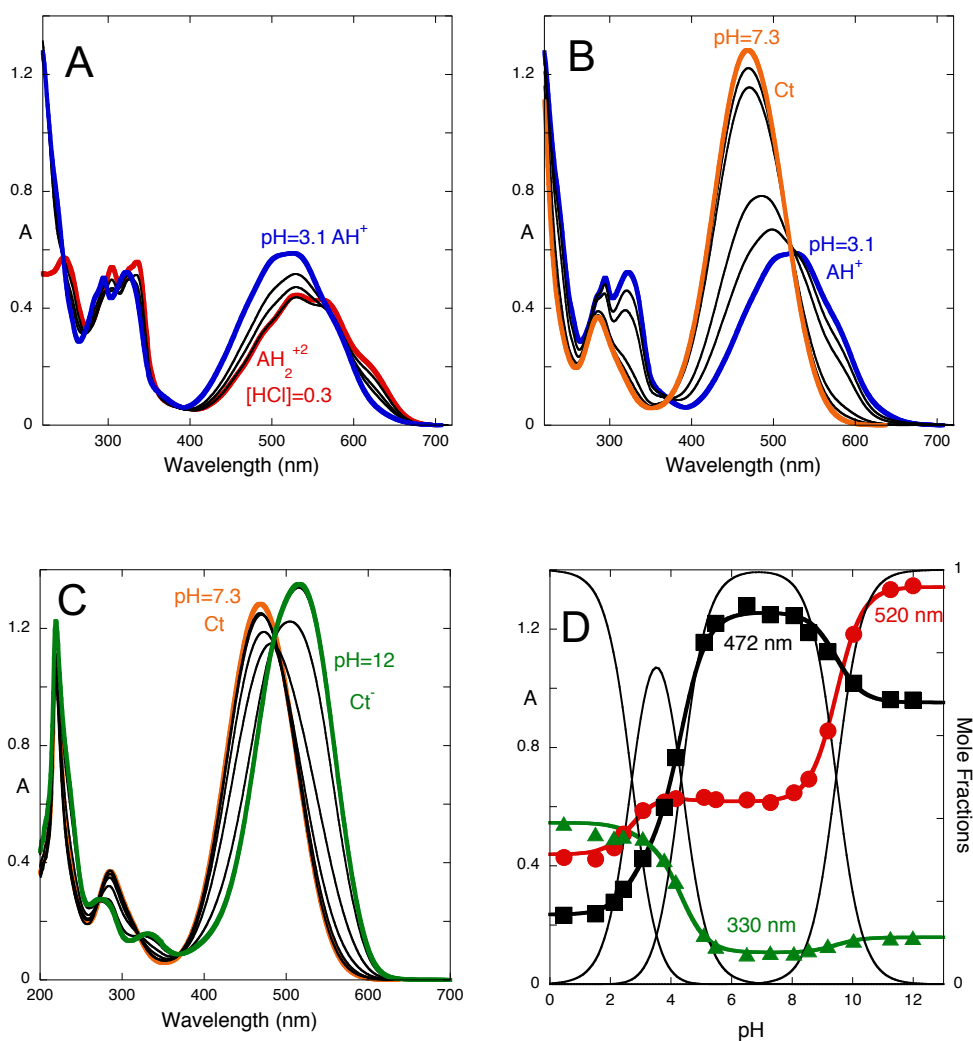 A
1.2
0.8
A
0.4
0
pH=3.1 AH⁺
AH₂⁺²
[HCl]=0.3
300 400 500 600 700
Wavelength (nm)
B
1.2
0.8
A
0.4
0
pH=7.3
Ct
pH=3.1
AH⁺
300 400 500 600 700
Wavelength (nm)
C
1.2
0.8
A
0.4
0
pH=7.3
Ct
pH=12
Ct⁻
200 300 400 500 600 700
Wavelength (nm)
D
1.2
0.8
A
0.4
0
472 nm
520 nm
330 nm
1
Mole Fractions
0
0 2 4 6 8 10 12
pH